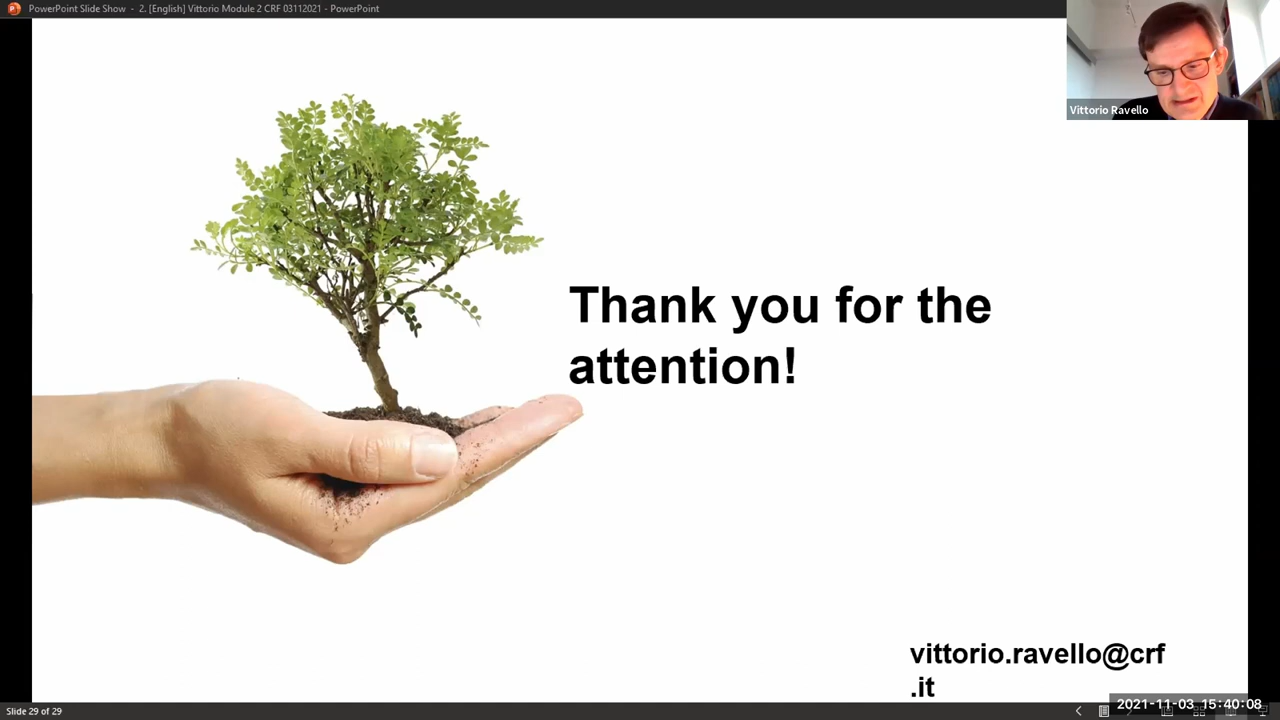 PowerPoint Slide Show - 2. [English] Vittorio Module 2 CRF 03112021 - PowerPoint
Vittorio Ravello
Thank you for the
attention!
vittorio.ravello@crf
.it
Slide 29 of 29
2021-11-03 15:40:08